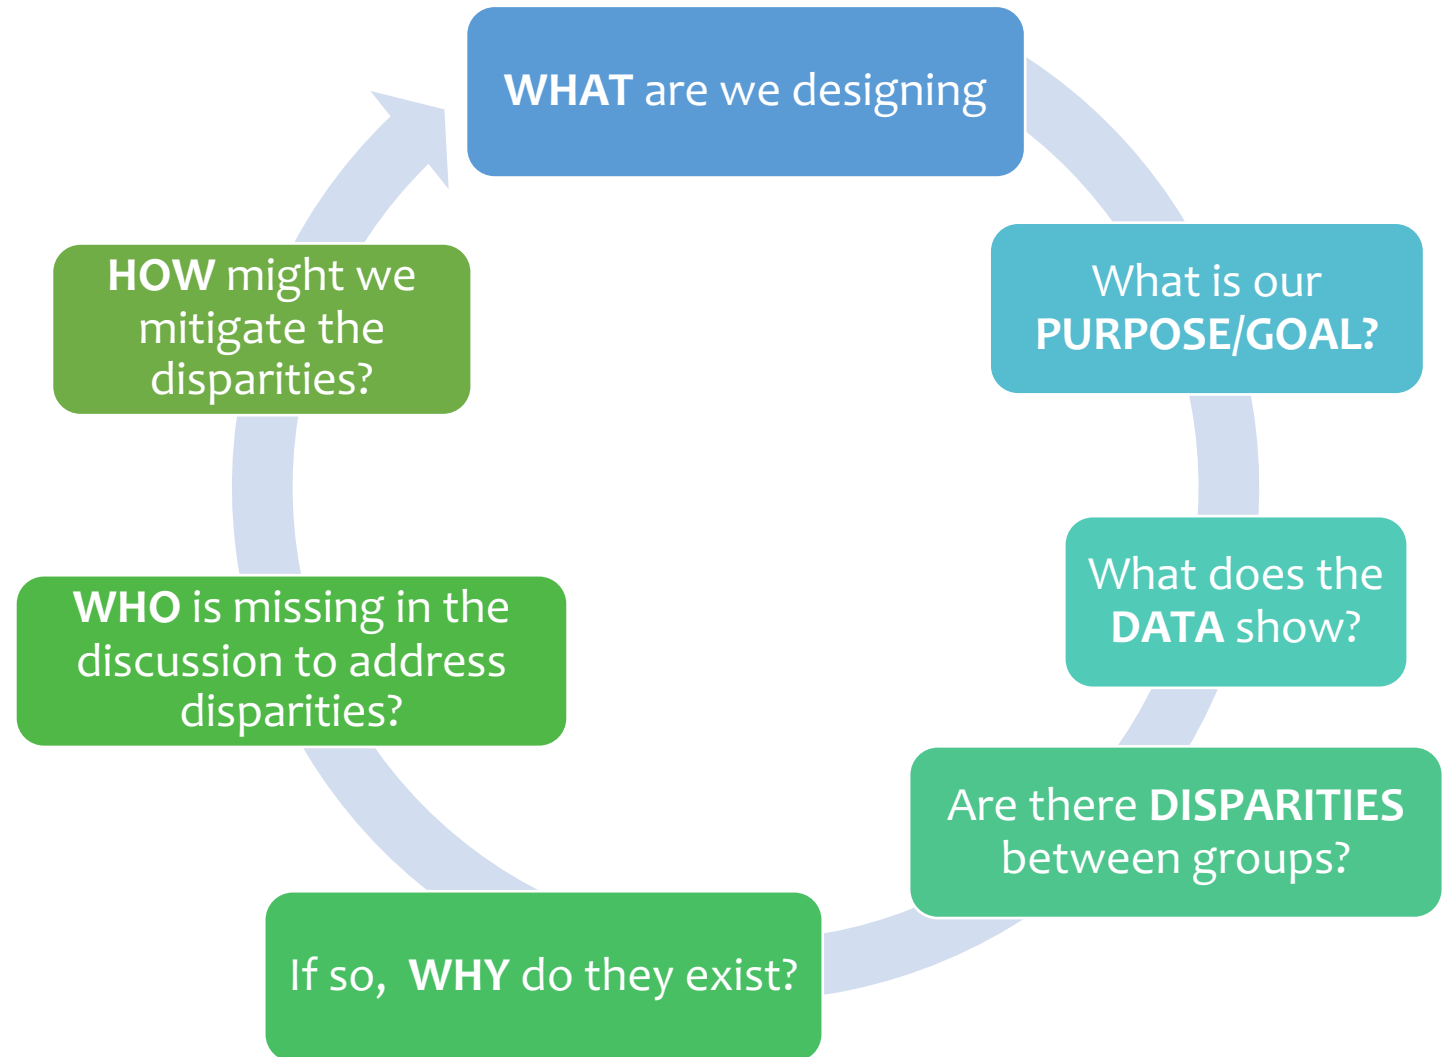 WHAT are we designing
What is our
PURPOSE/GOAL?
What does the
DATA show?
Are there DISPARITIES
between groups?
If so,  WHY do they exist?
WHO is missing in the
discussion to address
disparities?
HOW might we
mitigate the
disparities?